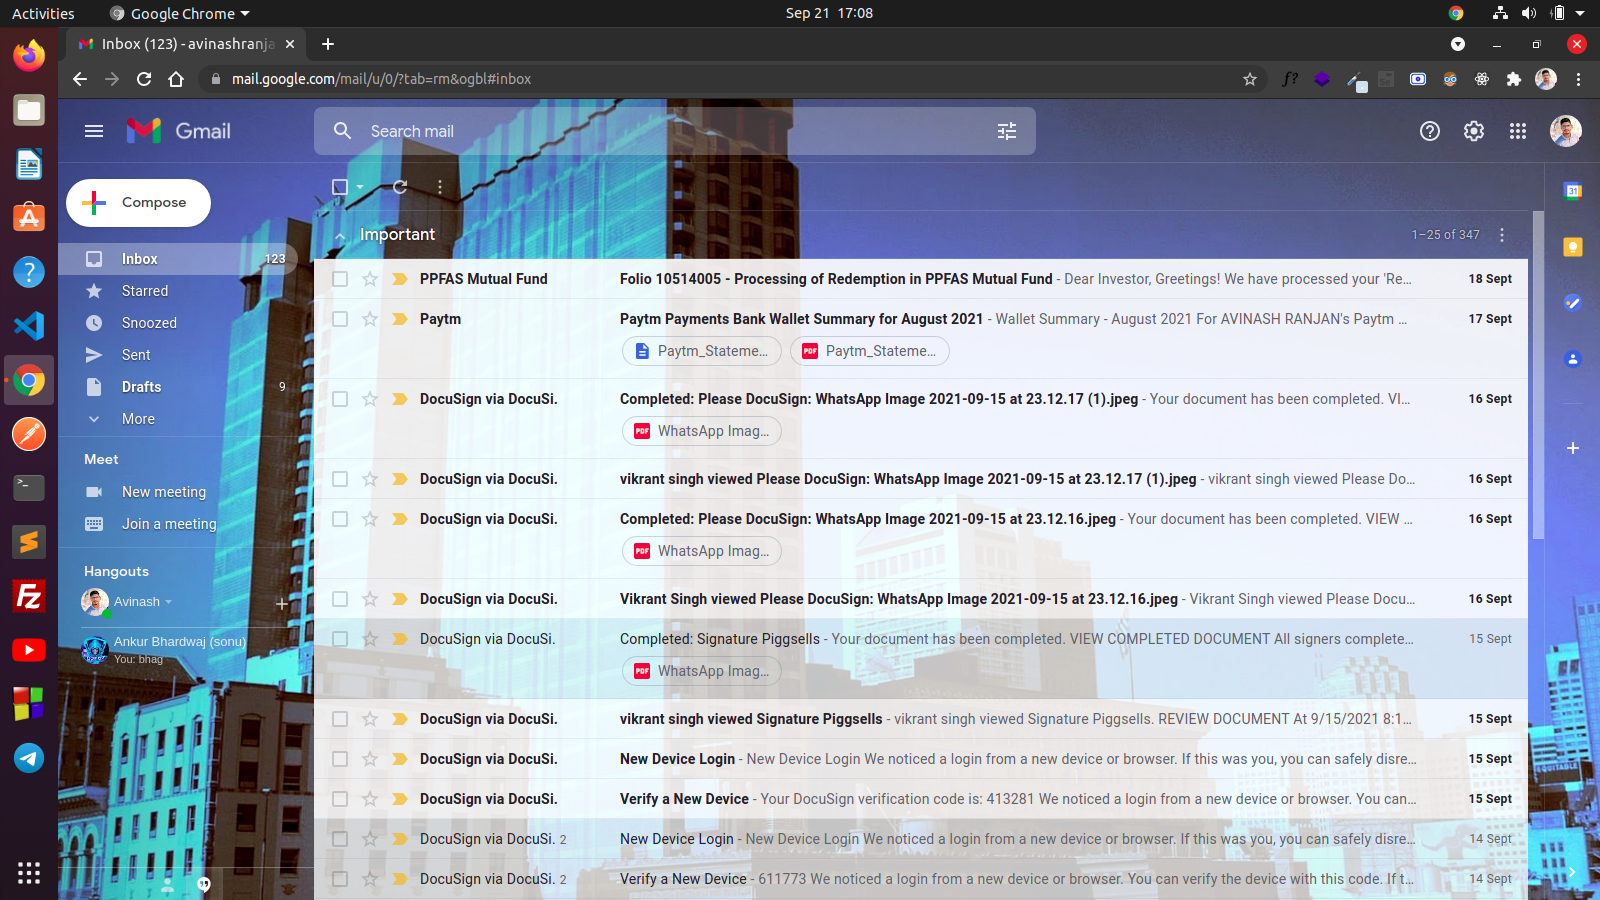 Activities
Google Chrome
Sep 21 17:08
Inbox (123) - avinashranja
mail.google.com/mail/u/0/?tab=rm&ogbl#inbox
Gmail
Search mail
Compose
Important
1–25 of 347
Inbox 123
Starred
Snoozed
Sent
Drafts 9
More
Meet
New meeting
Join a meeting
Hangouts
Avinash
Ankur Bhardwaj (sonu)
You: bhag
PPFAS Mutual Fund Folio 10514005 - Processing of Redemption in PPFAS Mutual Fund - Dear Investor, Greetings! We have processed your 'Re... 18 Sept
Paytm Paytm Payments Bank Wallet Summary for August 2021 - Wallet Summary - August 2021 For AVINASH RANJAN's Paytm ... 17 Sept
Paytm_Stateme... PDF Paytm_Stateme...
DocuSign via DocuSi. Completed: Please DocuSign: WhatsApp Image 2021-09-15 at 23.12.17 (1).jpeg - Your document has been completed. VI... 16 Sept
PDF WhatsApp Imag...
DocuSign via DocuSi. vikrant singh viewed Please DocuSign: WhatsApp Image 2021-09-15 at 23.12.17 (1).jpeg - vikrant singh viewed Please Do... 16 Sept
DocuSign via DocuSi. Completed: Please DocuSign: WhatsApp Image 2021-09-15 at 23.12.16.jpeg - Your document has been completed. VIEW ... 16 Sept
PDF WhatsApp Imag...
DocuSign via DocuSi. Vikrant Singh viewed Please DocuSign: WhatsApp Image 2021-09-15 at 23.12.16.jpeg - Vikrant Singh viewed Please Docu... 16 Sept
DocuSign via DocuSi. Completed: Signature Piggsells - Your document has been completed. VIEW COMPLETED DOCUMENT All signers complete... 15 Sept
PDF WhatsApp Imag...
DocuSign via DocuSi. vikrant singh viewed Signature Piggsells - vikrant singh viewed Signature Piggsells. REVIEW DOCUMENT At 9/15/2021 8:1... 15 Sept
DocuSign via DocuSi. New Device Login - New Device Login We noticed a login from a new device or browser. If this was you, you can safely disre... 15 Sept
DocuSign via DocuSi. Verify a New Device - Your DocuSign verification code is: 413281 We noticed a login from a new device or browser. You can... 15 Sept
DocuSign via DocuSi. 2 New Device Login - New Device Login We noticed a login from a new device or browser. If this was you, you can safely disre... 14 Sept
DocuSign via DocuSi. 2 Verify a New Device - 611773 We noticed a login from a new device or browser. You can verify the device with this code. If t... 14 Sept
31
EQUITABLE